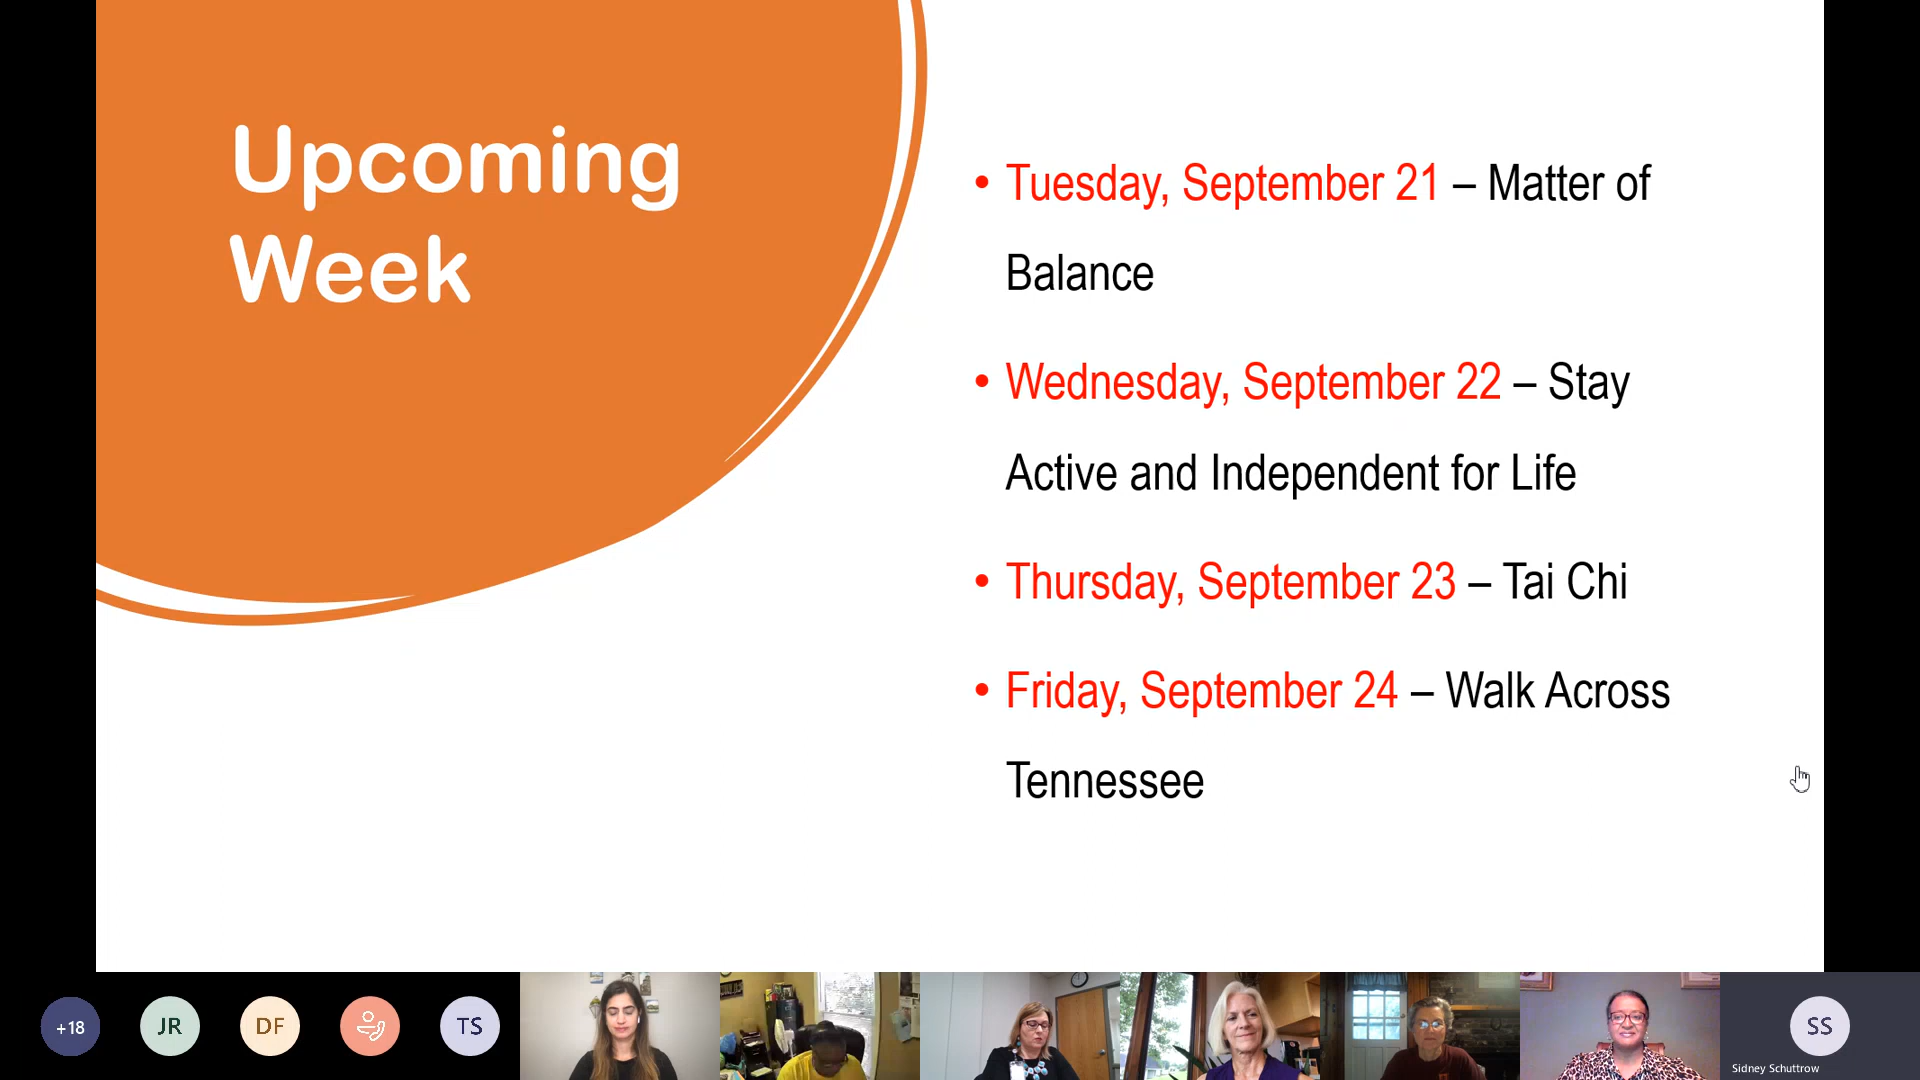 Upcoming
Week
• Tuesday, September 21 – Matter of
Balance
• Wednesday, September 22 – Stay
Active and Independent for Life
• Thursday, September 23 – Tai Chi
• Friday, September 24 – Walk Across
Tennessee
+18
JR
DF
TS
SS
Sidney Schuttrow